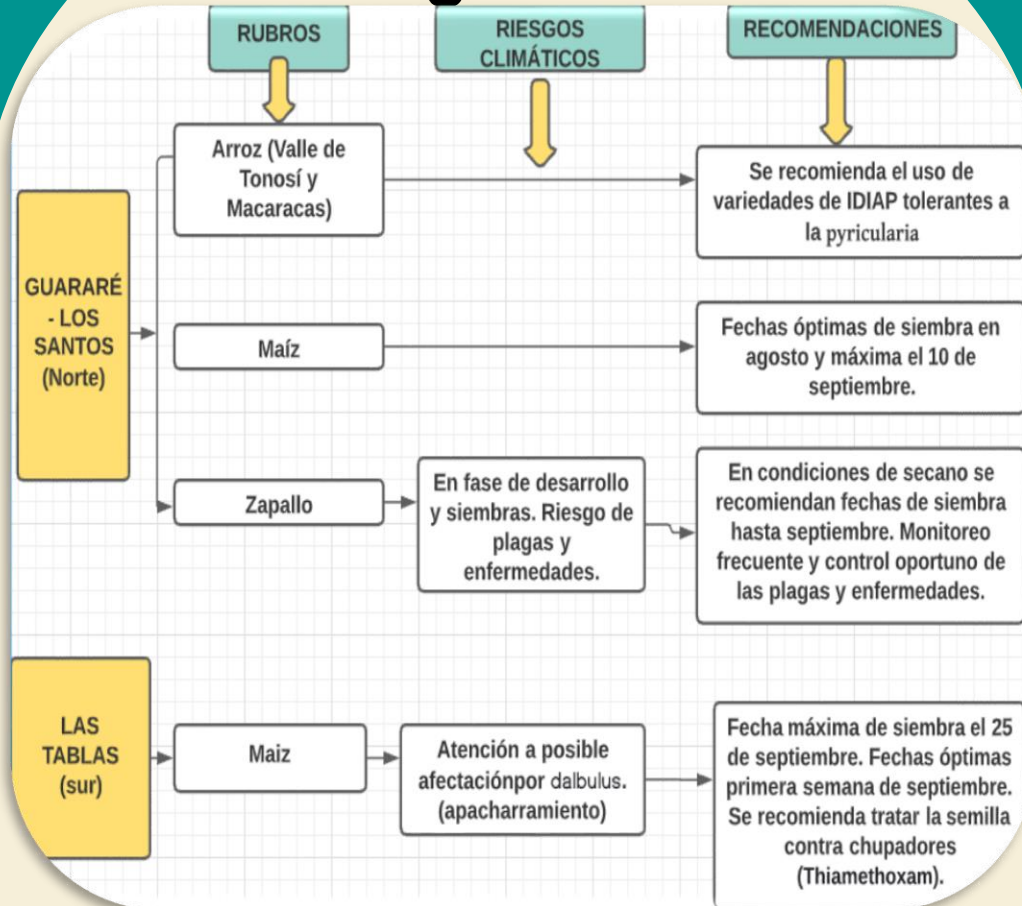 RUBROS
RIESGOS
CLIMÁTICOS
RECOMENDACIONES
GUARARÉ
- LOS
SANTOS
(Norte)
Arroz (Valle de
Tonosí y
Macaracas)
Se recomienda el uso de
variedades de IDIAP tolerantes a
la pyricularia
Maíz
Fechas óptimas de siembra en
agosto y máxima el 10 de
septiembre.
Zapallo
En fase de desarrollo
y siembras. Riesgo de
plagas y
enfermedades.
En condiciones de secano se
recomiendan fechas de siembra
hasta septiembre. Monitoreo
frecuente y control oportuno de
las plagas y enfermedades.
LAS
TABLAS
(sur)
Maiz
Atención a posible
afectaciónpor dalbulus.
(apacharramiento)
Fecha máxima de siembra el 25
de septiembre. Fechas óptimas
primera semana de septiembre.
Se recomienda tratar la semilla
contra chupadores
(Thiamethoxam).